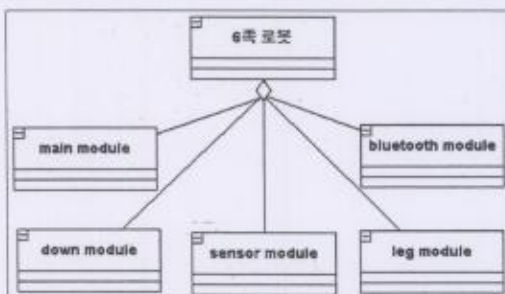 6족 로봇
main module
bluetooth module
down module
sensor module
leg module